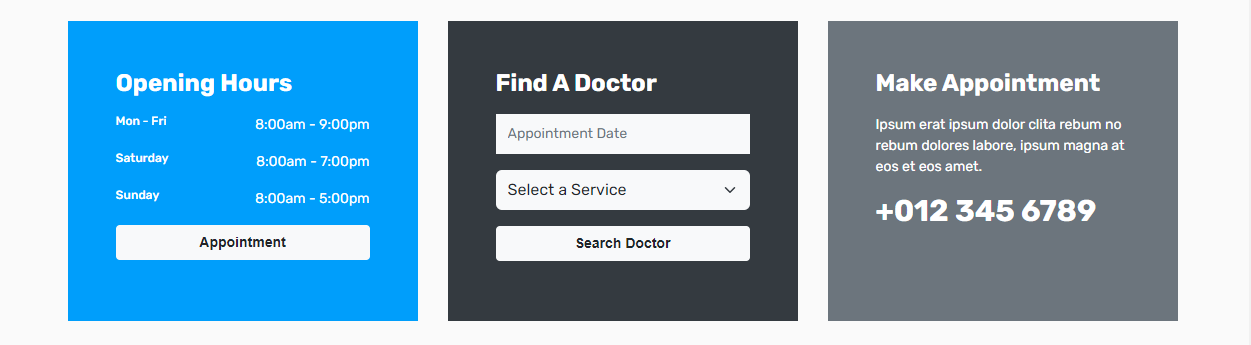 Opening Hours
Mon - Fri 8:00am - 9:00pm
Saturday 8:00am - 7:00pm
Sunday 8:00am - 5:00pm
Appointment
Find A Doctor
Appointment Date
Select a Service
Search Doctor
Make Appointment
Ipsum erat ipsum dolor clita rebum no
rebum dolores labore, ipsum magna at
eos et eos amet.
+012 345 6789